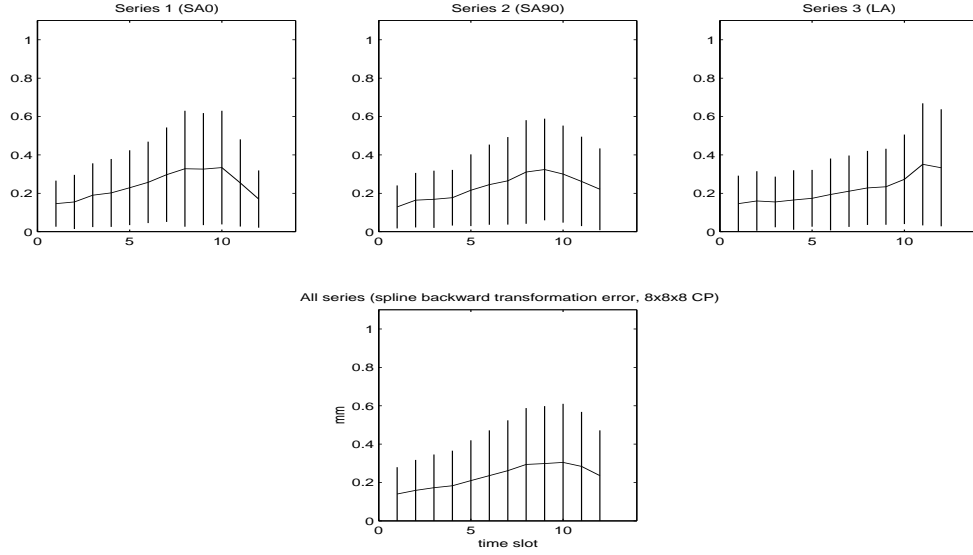 Series 1 (SA0)
1
0.8
0.6
0.4
0.2
0
0 5 10
Series 2 (SA90)
1
0.8
0.6
0.4
0.2
0
0 5 10
Series 3 (LA)
1
0.8
0.6
0.4
0.2
0
0 5 10
All series (spline backward transformation error, 8x8x8 CP)
1
0.8
0.6
0.4
0.2
0
mm
0 5 10
time slot